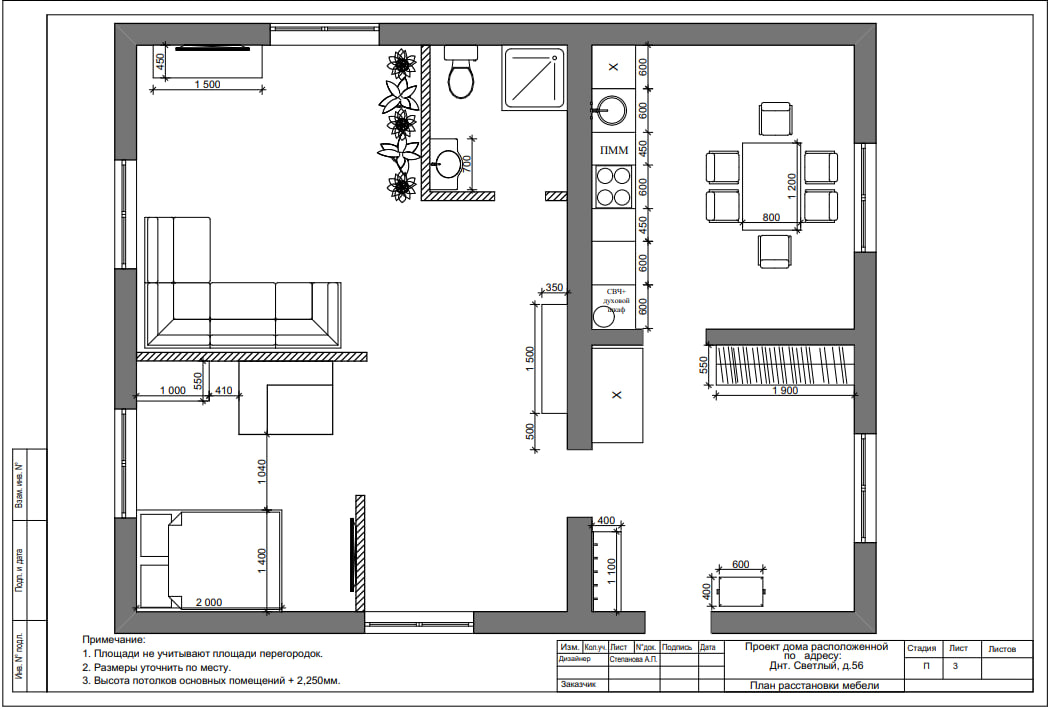 450
1 500
700
X
600
600
ПММ
450
600
450
600
СВЧ+
духовой
шкаф
600
1 200
800
350
1 500
500
550
1 000
410
1 040
1 400
2 000
X
550
1 900
400
1 100
600
400
Взам. инв. N°
Подп. и дата
Инв. N° подл.
Примечание:
1. Площади не учитывают площади перегородок.
2. Размеры уточнить по месту.
3. Высота потолков основных помещений + 2,250мм.
Изм. Кол.уч. Лист N°док. Подпись Дата
Дизайнер Степанова А.П.
Заказчик
Проект дома расположенной
по адресу:
Днт. Светлый, д.56
План расстановки мебели
Стадия Лист Листов
П 3